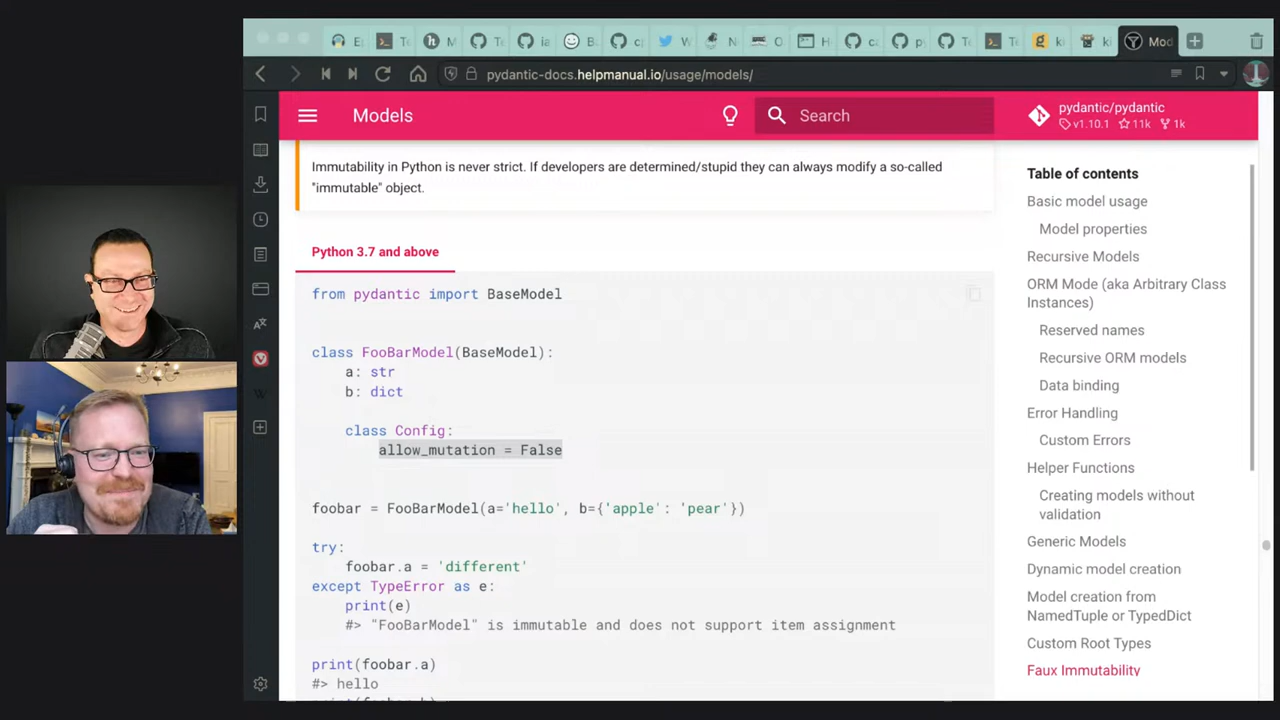 pydantic-docs.helpmanual.io/usage/models/
Models
Search
pydantic/pydantic
v1.10.1 11k 1k
Immutability in Python is never strict. If developers are determined/stupid they can always modify a so-called
"immutable" object.
Python 3.7 and above
from pydantic import BaseModel
class FooBarModel(BaseModel):
a: str
b: dict
class Config:
allow_mutation = False
foobar = FooBarModel(a='hello', b={'apple': 'pear'})
try:
foobar.a = 'different'
except TypeError as e:
print(e)
#> "FooBarModel" is immutable and does not support item assignment
print(foobar.a)
#> hello
Table of contents
Basic model usage
Model properties
Recursive Models
ORM Mode (aka Arbitrary Class
Instances)
Reserved names
Recursive ORM models
Data binding
Error Handling
Custom Errors
Helper Functions
Creating models without
validation
Generic Models
Dynamic model creation
Model creation from
NamedTuple or TypedDict
Custom Root Types
Faux Immutability